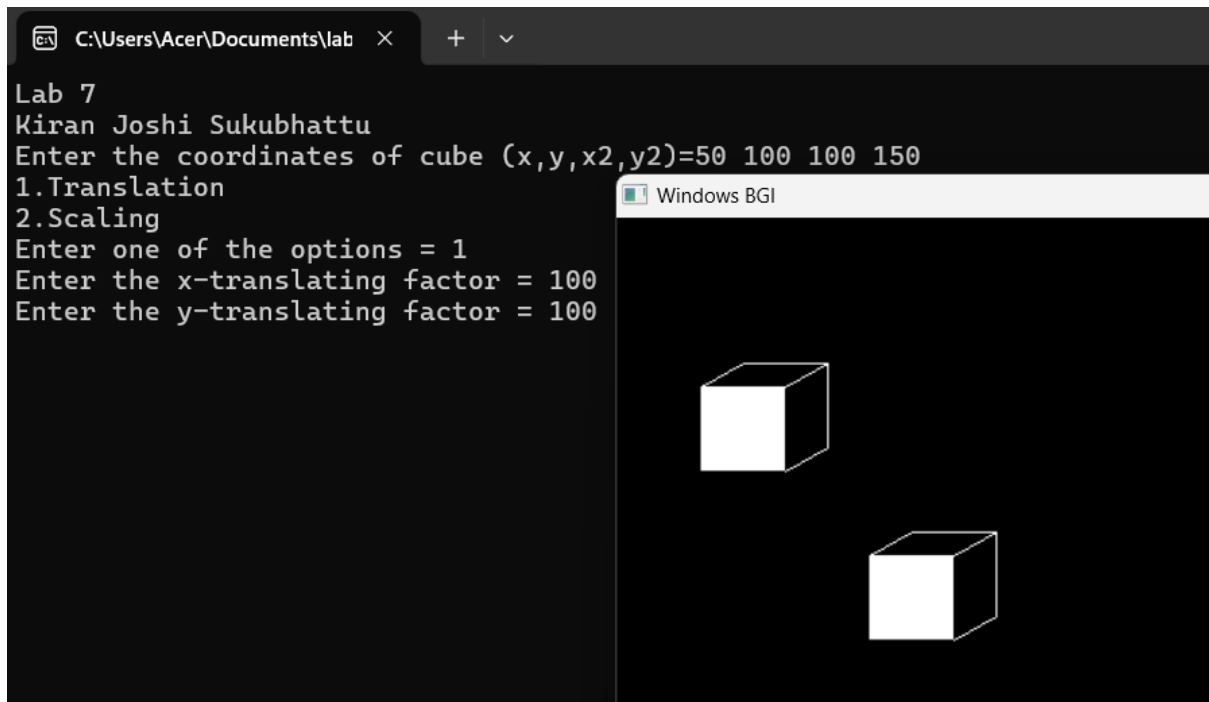 C:\Users\Acer\Documents\lab
Lab 7
Kiran Joshi Sukubhattu
Enter the coordinates of cube (x,y,x2,y2)=50 100 100 150
1.Translation
2.Scaling
Enter one of the options = 1
Enter the x-translating factor = 100
Enter the y-translating factor = 100
Windows BGI